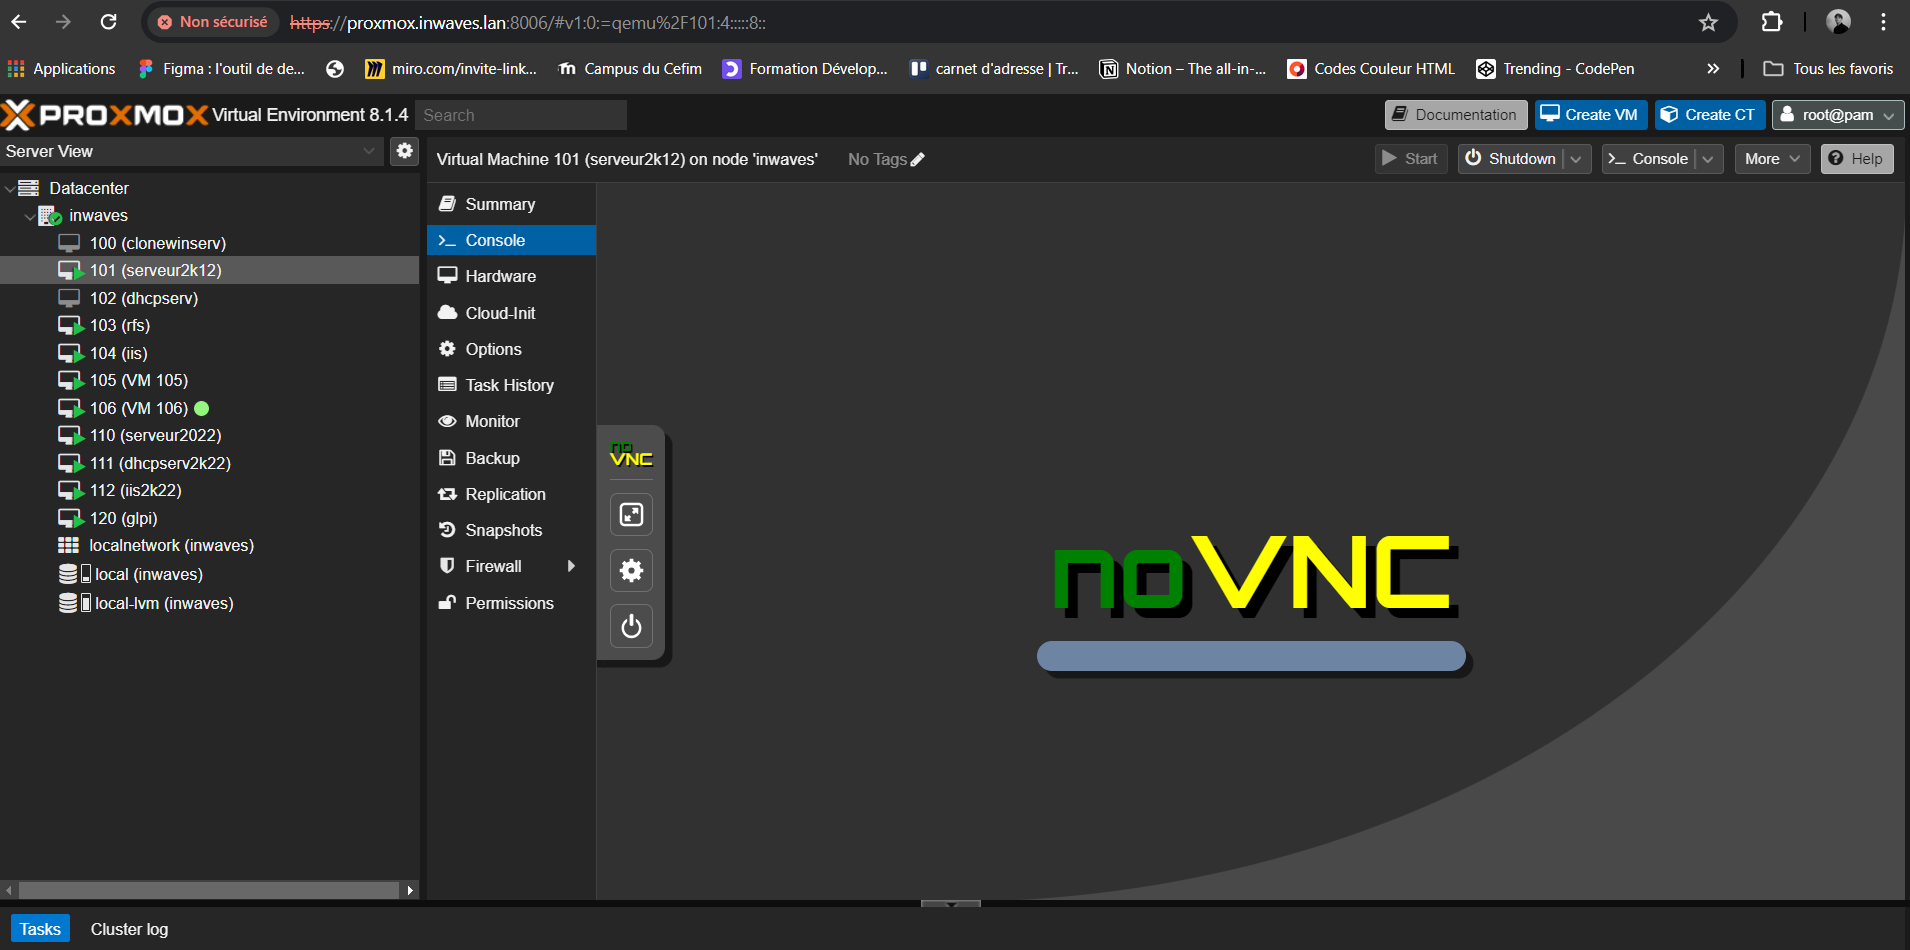 Non sécurisé https://proxmox.inwaves.lan:8006/#v1:0:=qemu%2F101:4:::::8::
Applications Figma : l'outil de de... miro.com/invite-link... Campus du Cefim Formation Dévelop... carnet d'adresse | Tr... Notion – The all-in-... Codes Couleur HTML Trending - CodePen » Tous les favoris
PROXMOX Virtual Environment 8.1.4 Search Documentation Create VM Create CT root@pam
Server View
Virtual Machine 101 (serveur2k12) on node 'inwaves' No Tags Start Shutdown Console More Help
Datacenter
inwaves
100 (clonewinserv)
101 (serveur2k12)
102 (dhcpserv)
103 (rfs)
104 (iis)
105 (VM 105)
106 (VM 106)
110 (serveur2022)
111 (dhcpserv2k22)
112 (iis2k22)
120 (glpi)
localnetwork (inwaves)
local (inwaves)
local-lvm (inwaves)
Summary
Console
Hardware
Cloud-Init
Options
Task History
Monitor
Backup
Replication
Snapshots
Firewall
Permissions
no
VNC
noVNC
Tasks Cluster log